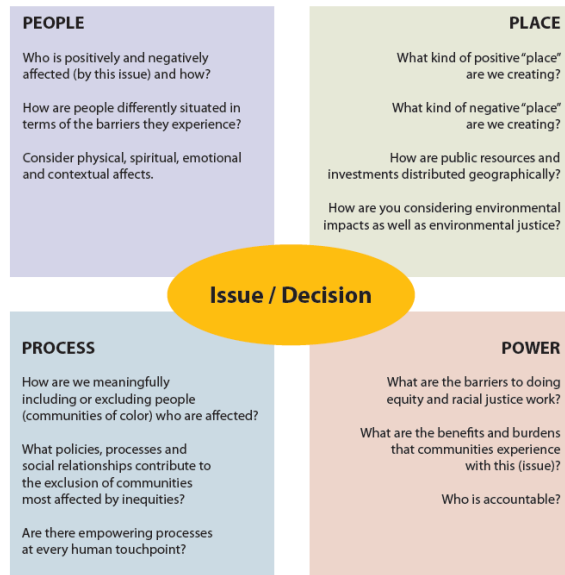 PEOPLE
Who is positively and negatively
affected (by this issue) and how?
How are people differently situated in
terms of the barriers they experience?
Consider physical, spiritual, emotional
and contextual affects.
PLACE
What kind of positive “place”
are we creating?
What kind of negative “place”
are we creating?
How are public resources and
investments distributed geographically?
How are you considering environmental
impacts as well as environmental justice?
Issue / Decision
PROCESS
How are we meaningfully
including or excluding people
(communities of color) who are affected?
What policies, processes and
social relationships contribute to
the exclusion of communities
most affected by inequities?
Are there empowering processes
at every human touchpoint?
POWER
What are the barriers to doing
equity and racial justice work?
What are the benefits and burdens
that communities experience
with this (issue)?
Who is accountable?